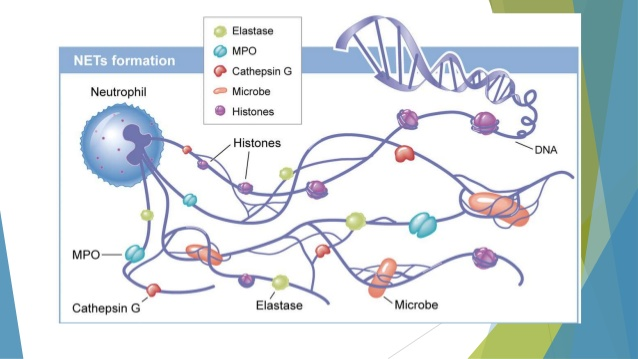 NETs formation
Elastase
MPO
Cathepsin G
Microbe
Histones
Neutrophil
Histones
DNA
MPO
Cathepsin G
Elastase
Microbe